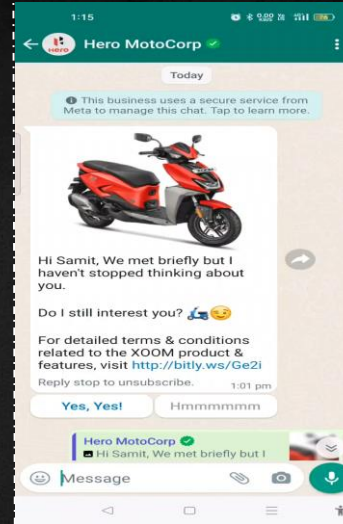 1:15
Hero MotoCorp
Hero
Today
This business uses a secure service from
Meta to manage this chat. Tap to learn more.
Hi Samit, We met briefly but I
haven't stopped thinking about
you.
Do I still interest you? 🛵😏
For detailed terms & conditions
related to the XOOM product &
features, visit http://bitly.ws/Ge2i
Reply stop to unsubscribe.
1:01 pm
Yes, Yes!
Hmmmmmm
Hero MotoCorp
Hi Samit, We met briefly but I
Message